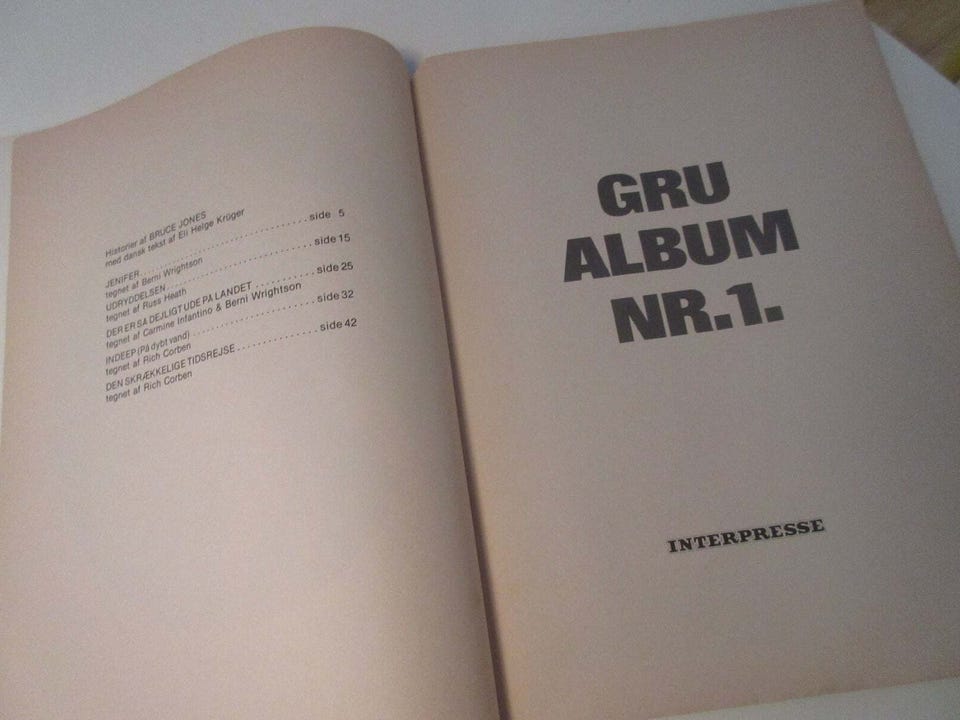 Historier af BRUCE JONES
med dansk tekst af Eli Helge Krüger
JENIFER....................................side 5
tegnet af Berni Wrightson
UDRYDDELSEN..............................side 15
tegnet af Russ Heath
DER ER SA DEJLIGT UDE PÅ LANDET ..........side 25
tegnet af Carmine Infantino & Berni Wrightson
INDEEP (På dybt vand) ....................side 32
tegnet af Rich Corben
DEN SKRÆKKELIGE TIDSREJSE ..............side 42
tegnet af Rich Corben
GRU
ALBUM
NR.1.
INTERPRESSE